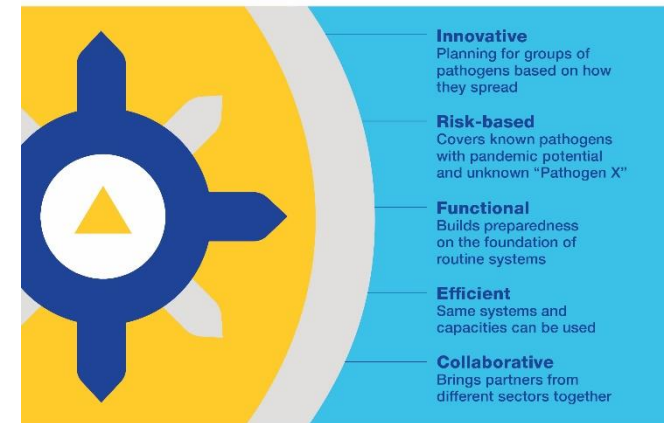 Innovative
Planning for groups of
pathogens based on how
they spread
Risk-based
Covers known pathogens
with pandemic potential
and unknown “Pathogen X”
Functional
Builds preparedness
on the foundation of
routine systems
Efficient
Same systems and
capacities can be used
Collaborative
Brings partners from
different sectors together